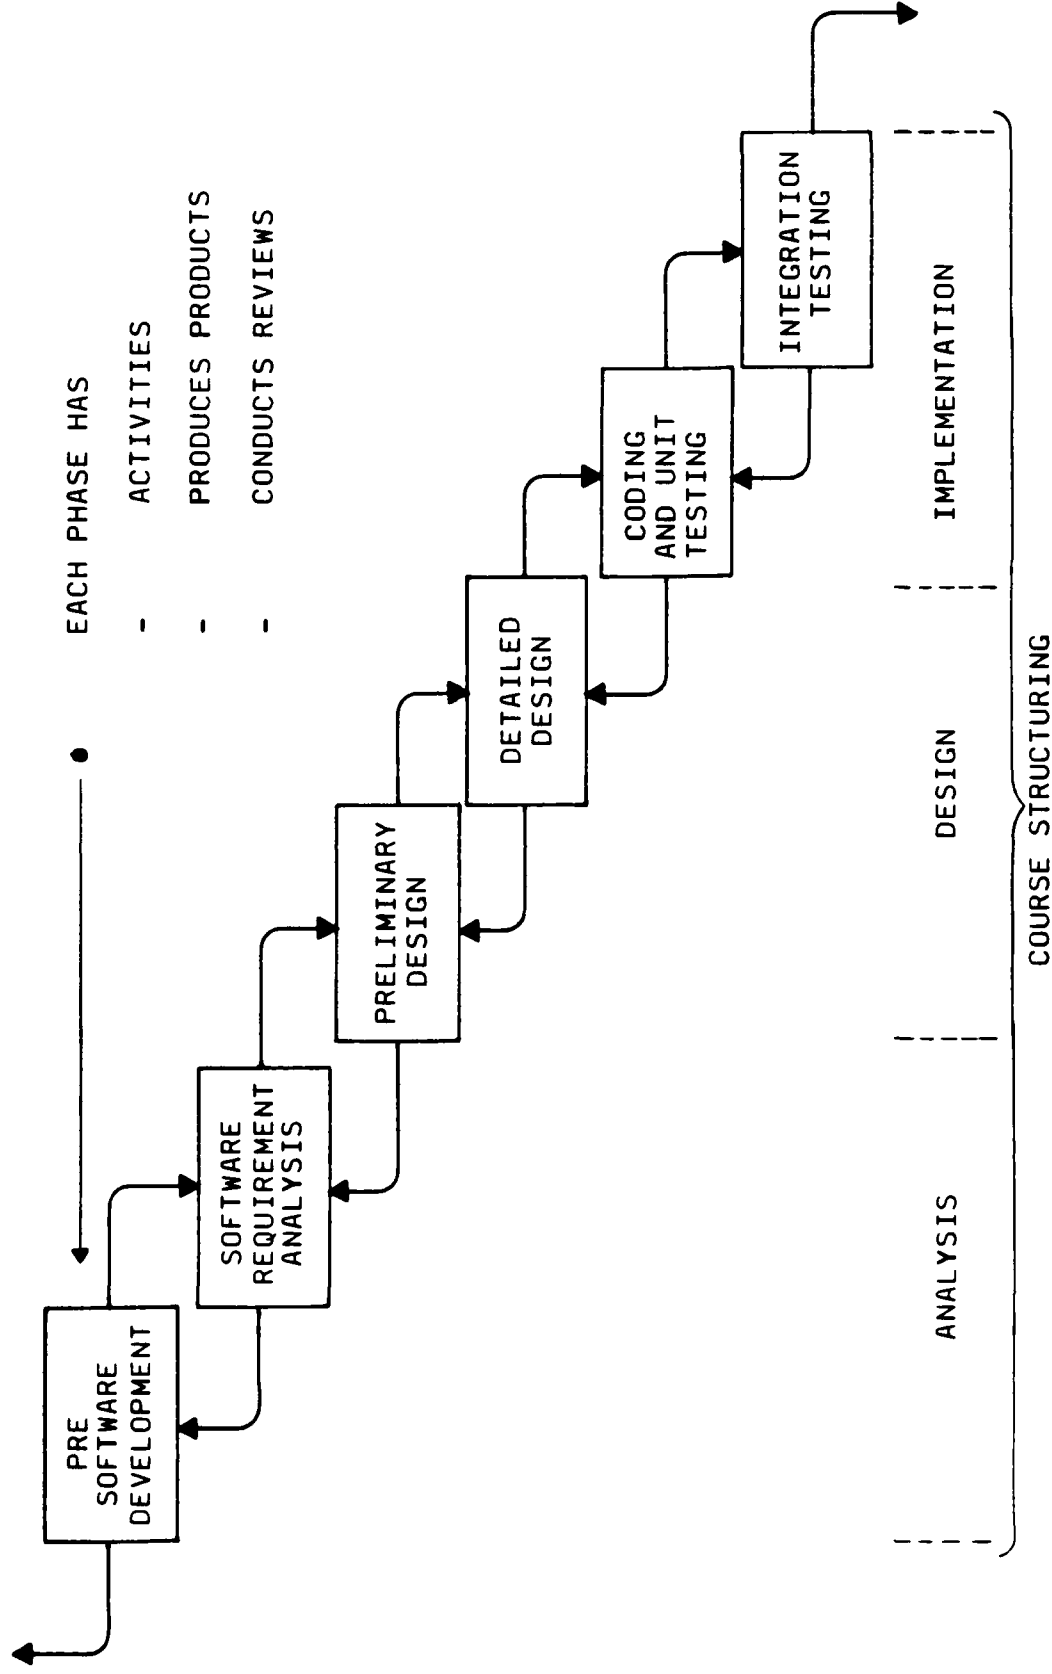 EACH PHASE HAS
- ACTIVITIES
- PRODUCES PRODUCTS
- CONDUCTS REVIEWS
PRE
SOFTWARE
DEVELOPMENT
SOFTWARE
REQUIREMENT
ANALYSIS
PRELIMINARY
DESIGN
DETAILED
DESIGN
CODING
AND UNIT
TESTING
INTEGRATION
TESTING
ANALYSIS
DESIGN
IMPLEMENTATION
COURSE STRUCTURING